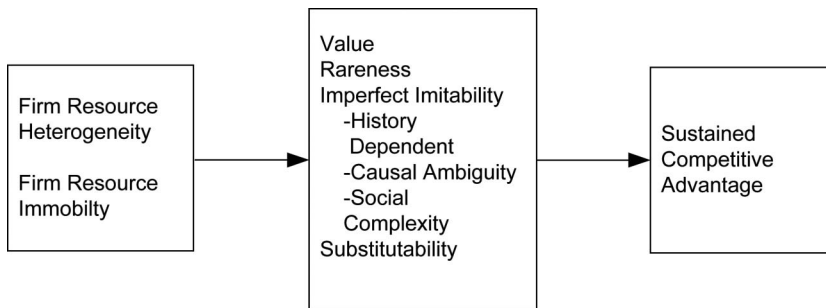 Firm Resource
Heterogeneity
Firm Resource
Immobilty
Value
Rareness
Imperfect Imitability
-History
Dependent
-Causal Ambiguity
-Social
Complexity
Substitutability
Sustained
Competitive
Advantage